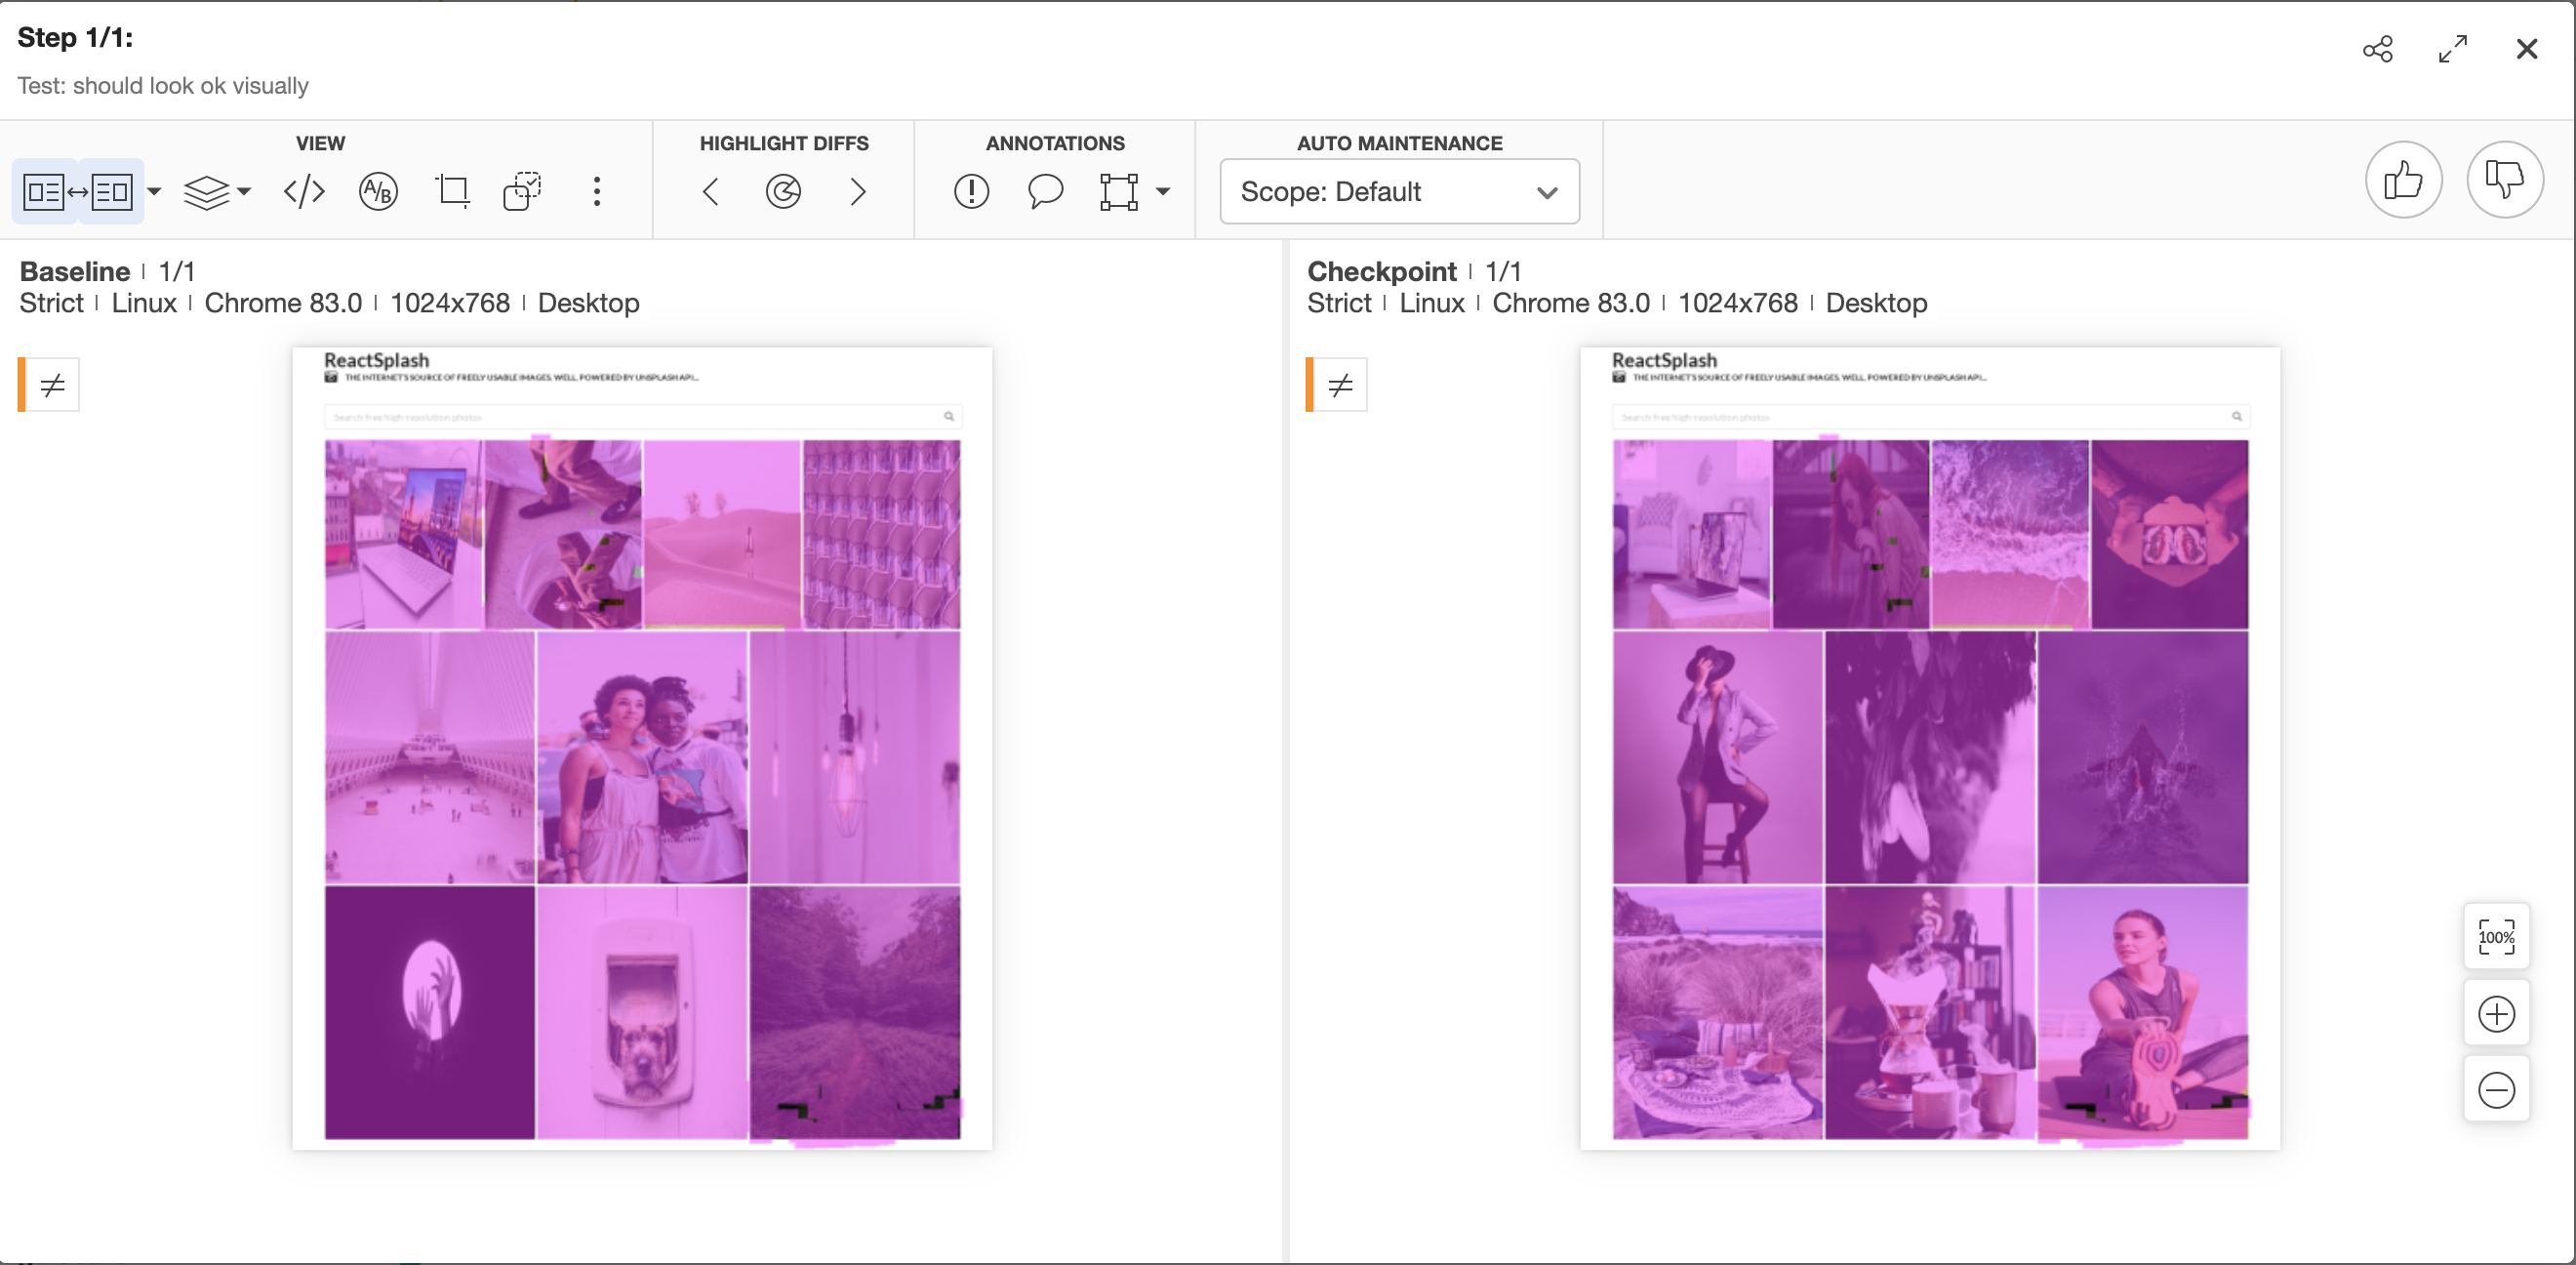 Step 1/1:
Test: should look ok visually
VIEW
HIGHLIGHT DIFFS
ANNOTATIONS
AUTO MAINTENANCE
A/B
Scope: Default
Baseline | 1/1
Strict | Linux | Chrome 83.0 | 1024x768 | Desktop
≠
ReactSplash
THE INTERNET'S SOURCE OF FREELY USABLE IMAGES. WELL, POWERED BY UNSPLASH API...
Search free high-resolution photos
Checkpoint | 1/1
Strict | Linux | Chrome 83.0 | 1024x768 | Desktop
≠
ReactSplash
THE INTERNET'S SOURCE OF FREELY USABLE IMAGES. WELL, POWERED BY UNSPLASH API...
Search free high-resolution photos
100%